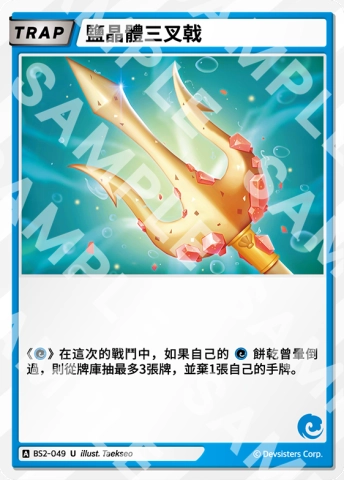 TRAP
鹽晶體三叉戟
SAMPLE SAMPLE SAMPLE
《》在這次的戰鬥中，如果自己的 餅乾曾暈倒
過，則從牌庫抽最多3張牌，並棄1張自己的手牌。
A BS2-049 U illust. Taekseo
© Devsisters Corp.